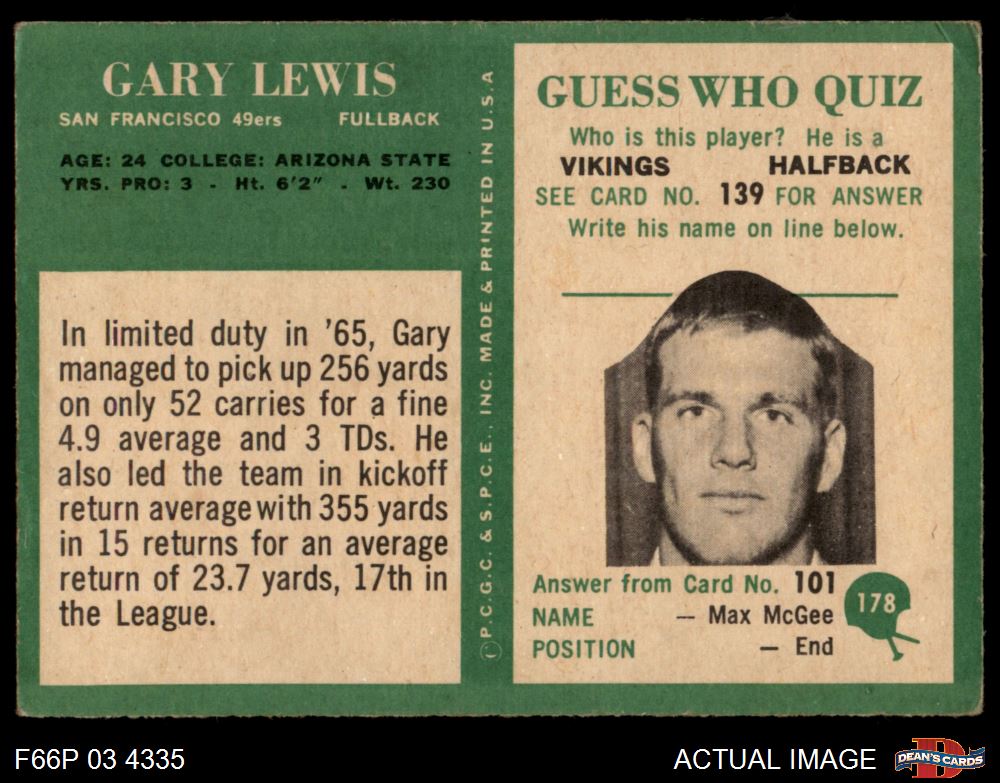 GARY LEWIS
SAN FRANCISCO 49ers FULLBACK
AGE: 24 COLLEGE: ARIZONA STATE
YRS. PRO: 3 - Ht. 6'2" - Wt. 230
In limited duty in '65, Gary
managed to pick up 256 yards
on only 52 carries for a fine
4.9 average and 3 TDs. He
also led the team in kickoff
return average with 355 yards
in 15 returns for an average
return of 23.7 yards, 17th in
the League.
© P.C.G.C. & S.P.C.E., INC. MADE & PRINTED IN U.S.A
GUESS WHO QUIZ
Who is this player? He is a
VIKINGS HALFBACK
SEE CARD NO. 139 FOR ANSWER
Write his name on line below.
Answer from Card No. 101
NAME — Max McGee
POSITION — End
178
F66P 03 4335
ACTUAL IMAGE
D
DEAN'S CARDS